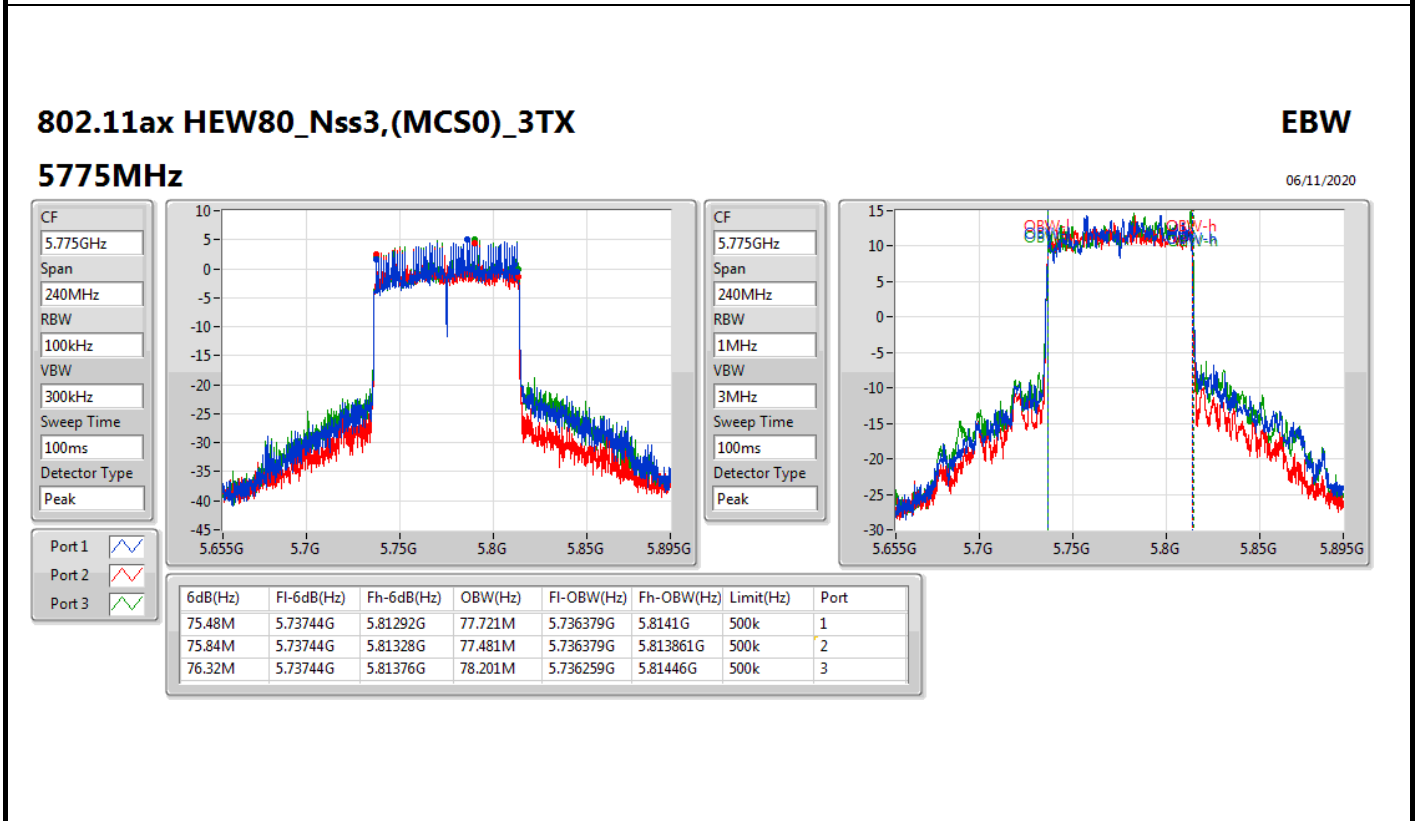 802.11ax HEW80_Nss3,(MCS0)_3TX
EBW
5775MHz
06/11/2020
CF
5.775GHz
Span
240MHz
RBW
100kHz
VBW
300kHz
Sweep Time
100ms
Detector Type
Peak
10
5
0
-5
-10
-15
-20
-25
-30
-35
-40
-45
5.655G 5.7G 5.75G 5.8G 5.85G 5.895G
CF
5.775GHz
Span
240MHz
RBW
1MHz
VBW
3MHz
Sweep Time
100ms
Detector Type
Peak
15
10
5
0
-5
-10
-15
-20
-25
-30
OBW-h
5.655G 5.7G 5.75G 5.8G 5.85G 5.895G
Port 1
Port 2
Port 3
6dB(Hz) Fl-6dB(Hz) Fh-6dB(Hz) OBW(Hz) Fl-OBW(Hz) Fh-OBW(Hz) Limit(Hz) Port
75.48M 5.73744G 5.81292G 77.721M 5.736379G 5.8141G 500k 1
75.84M 5.73744G 5.81328G 77.481M 5.736379G 5.813861G 500k 2
76.32M 5.73744G 5.81376G 78.201M 5.736259G 5.81446G 500k 3